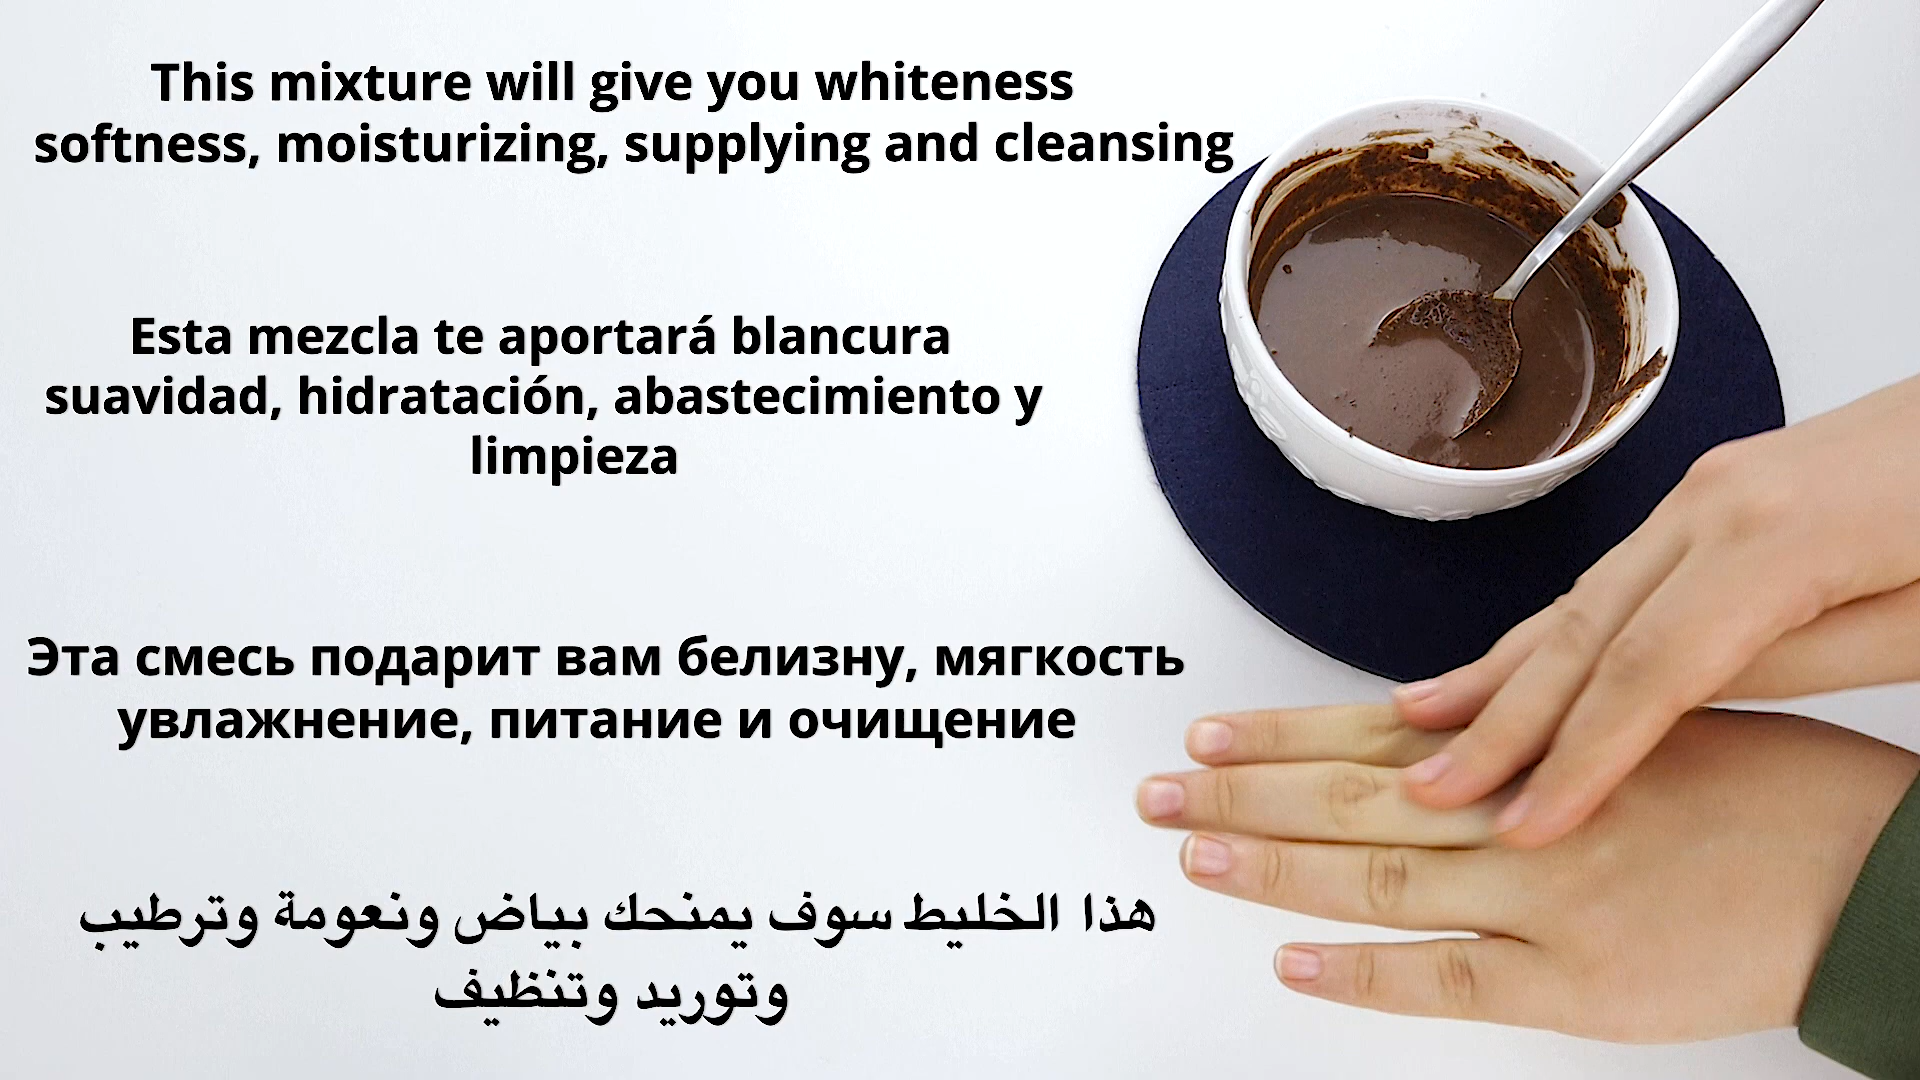 This mixture will give you whiteness
softness, moisturizing, supplying and cleansing
Esta mezcla te aportará blancura
suavidad, hidratación, abastecimiento y
limpieza
Эта смесь подарит вам белизну, мягкость
увлажнение, питание и очищение
هذا الخليط سوف يمنحك بياض ونعومة وترطيب
وتوريد وتنظيف